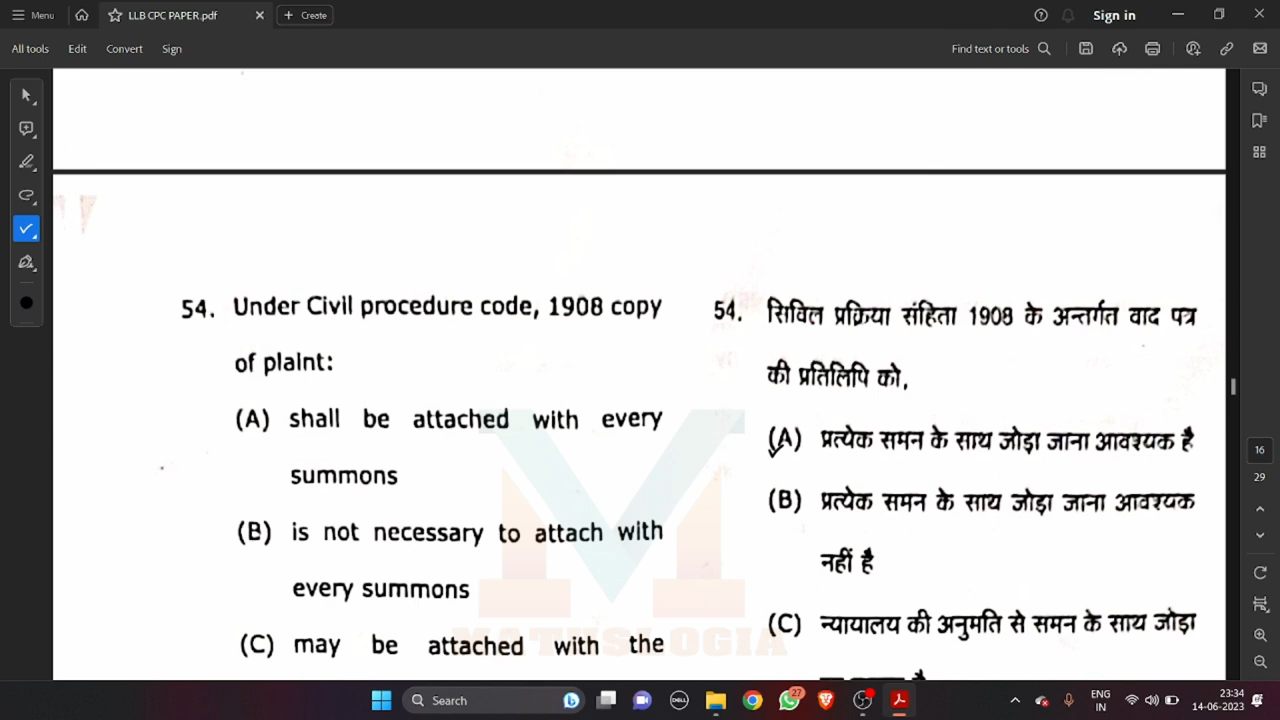 Menu
LLB CPC PAPER.pdf
Create
Sign in
All tools Edit Convert Sign
Find text or tools
54. Under Civil procedure code, 1908 copy
of plaint:
(A) shall be attached with every
summons
(B) is not necessary to attach with
every summons
(C) may be attached with the
54. सिविल प्रक्रिया संहिता 1908 के अन्तर्गत वाद पत्र
की प्रतिलिपि को,
(A) प्रत्येक समन के साथ जोड़ा जाना आवश्यक है
(B) प्रत्येक समन के साथ जोड़ा जाना आवश्यक
नहीं है
(C) न्यायालय की अनुमति से समन के साथ जोड़ा
16
29
Search
27
DELL
ENG
IN
23:34
14-06-2023